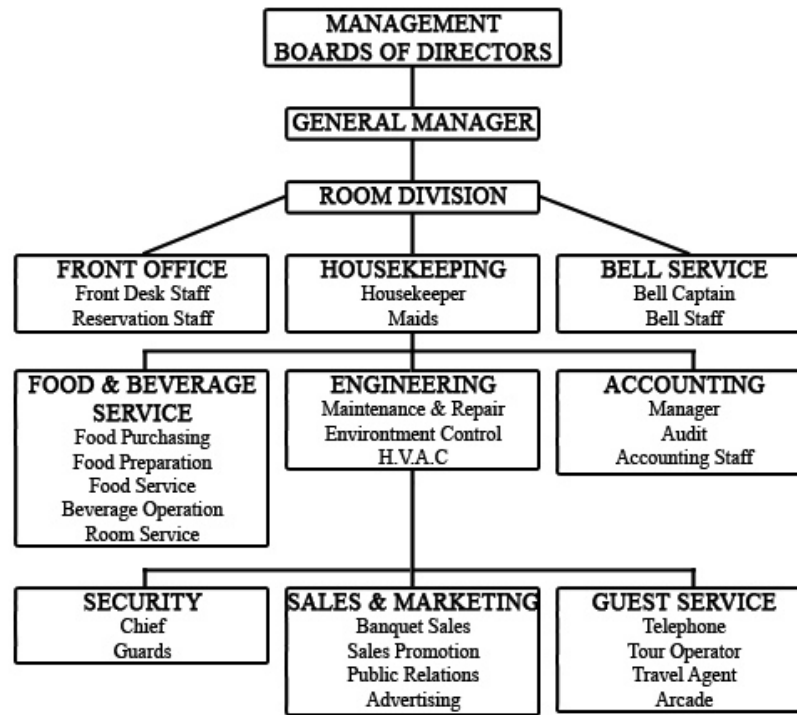 MANAGEMENT
BOARDS OF DIRECTORS
GENERAL MANAGER
ROOM DIVISION
FRONT OFFICE
Front Desk Staff
Reservation Staff
HOUSEKEEPING
Housekeeper
Maids
BELL SERVICE
Bell Captain
Bell Staff
FOOD & BEVERAGE
SERVICE
Food Purchasing
Food Preparation
Food Service
Beverage Operation
Room Service
ENGINEERING
Maintenance & Repair
Environtment Control
H.V.A.C
ACCOUNTING
Manager
Audit
Accounting Staff
SECURITY
Chief
Guards
SALES & MARKETING
Banquet Sales
Sales Promotion
Public Relations
Advertising
GUEST SERVICE
Telephone
Tour Operator
Travel Agent
Arcade